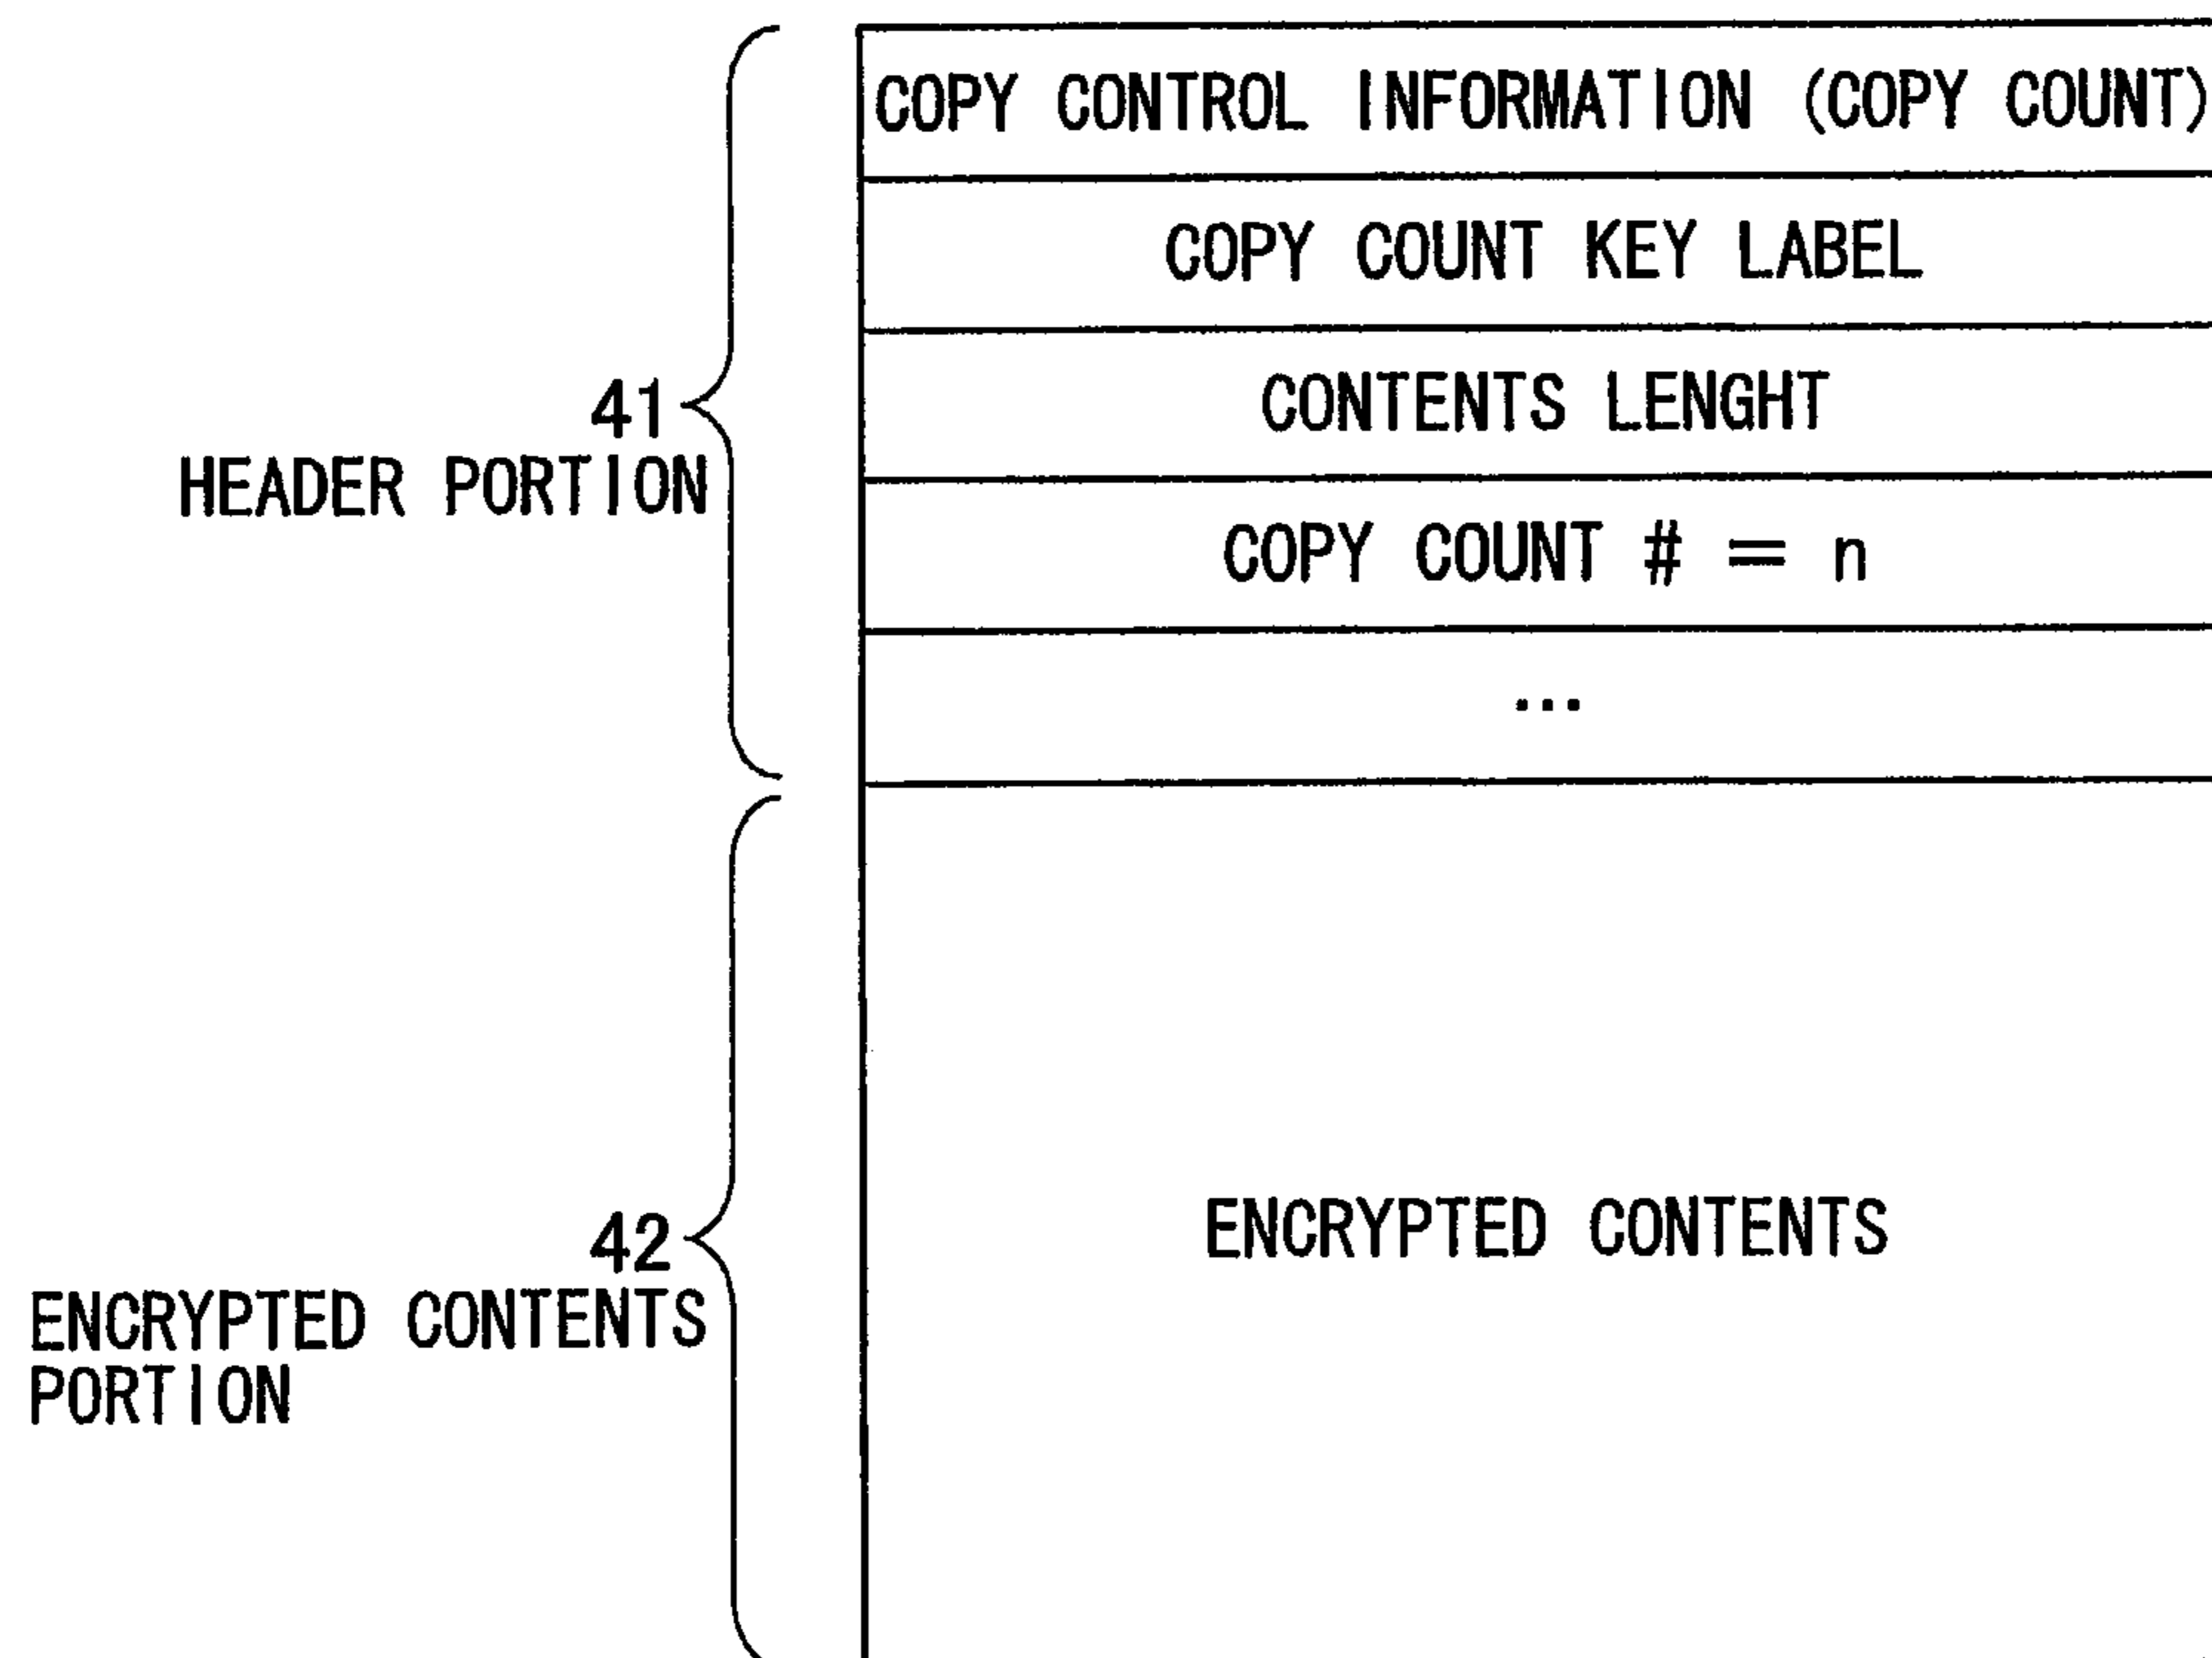 COPY CONTROL INFORMATION (COPY COUNT)
COPY COUNT KEY LABEL
CONTENTS LENGHT
COPY COUNT # = n
...
41
HEADER PORTION
ENCRYPTED CONTENTS
42
ENCRYPTED CONTENTS
PORTION